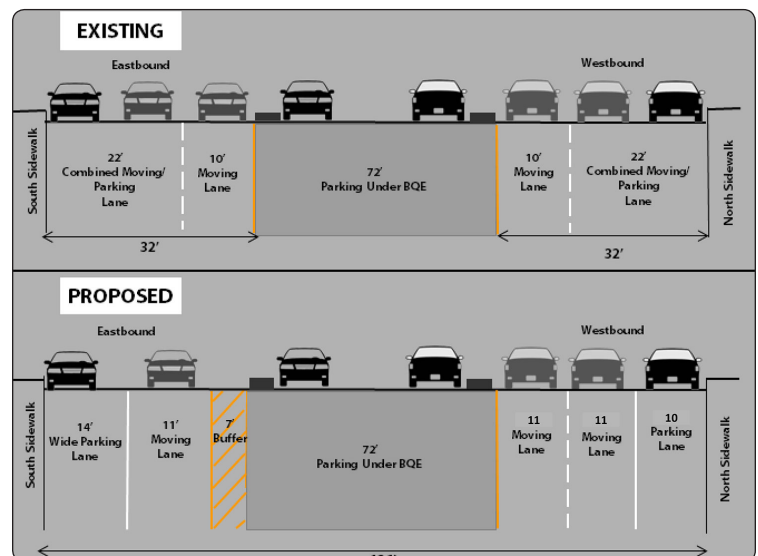 EXISTING
Eastbound
Westbound
South Sidewalk
22'
Combined Moving/
Parking
Lane
10'
Moving
Lane
72'
Parking Under BQE
10'
Moving
Lane
22'
Combined Moving/
Parking
Lane
North Sidewalk
32'
32'
PROPOSED
Eastbound
Westbound
South Sidewalk
14'
Wide Parking
Lane
11'
Moving
Lane
7'
Buffer
72'
Parking Under BQE
11
Moving
Lane
11
Moving
Lane
10
Parking
Lane
North Sidewalk